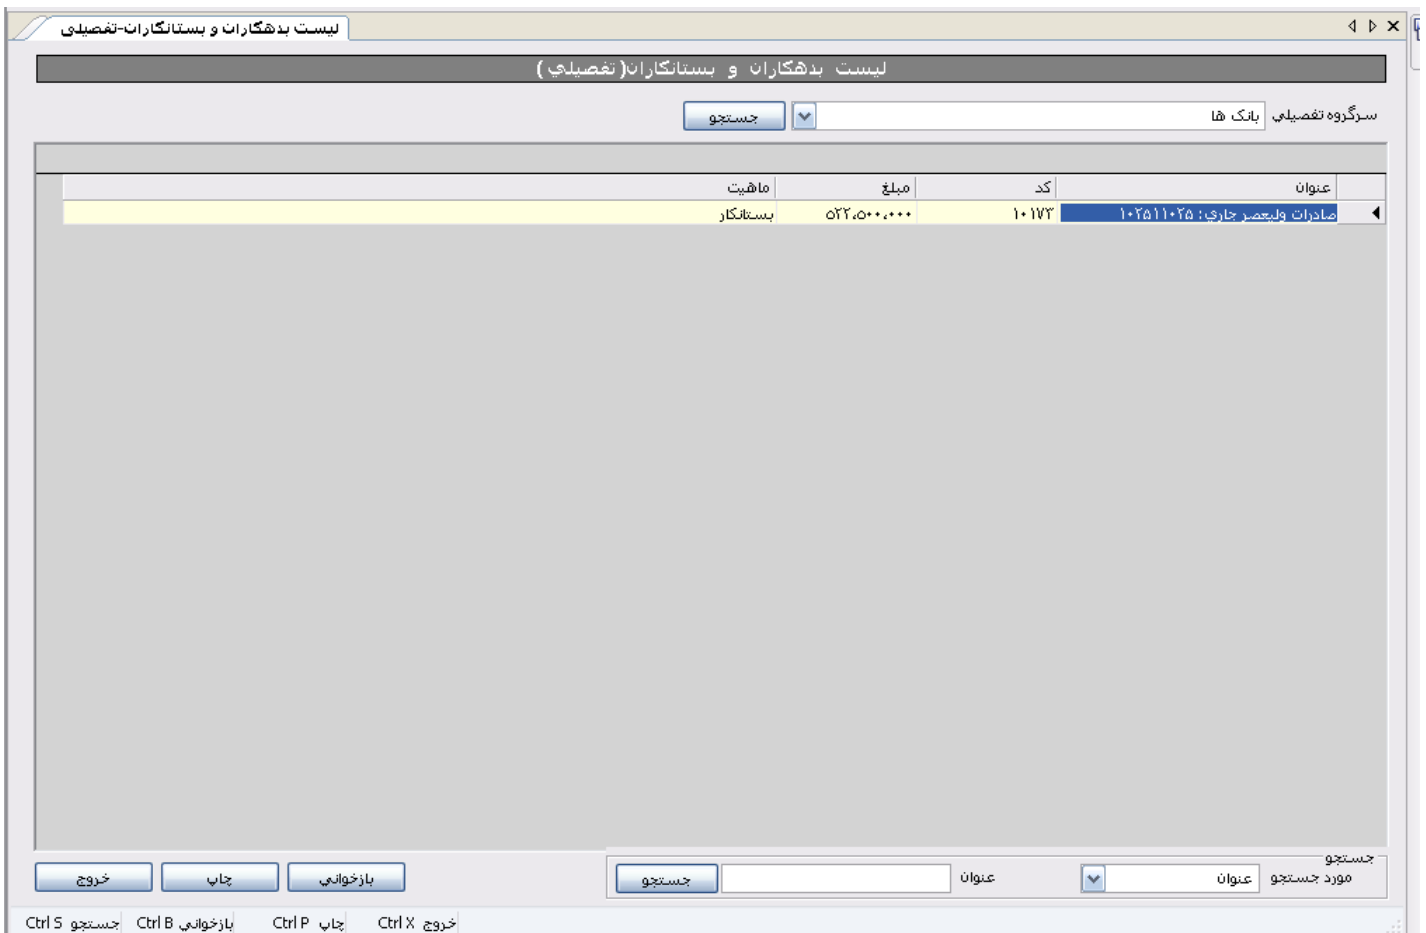 لیست بدهکاران و بستانکاران-تفصیلی
لیست بدهکاران و بستانکاران( تفصیلي )
سرگروه تفصیلي بانک ها جستجو
عنوان کد مبلغ ماهیت
صادرات ولیعصر جاري: ۱۰۲۵۱۱۰۲۵ ۱۰۱۷۳ ۵۲۲,۵۰۰,۰۰۰ بستانکار
جستجو
مورد جستجو عنوان عنوان جستجو بازخواني چاپ خروج
خروج Ctrl X چاپ Ctrl P بازخواني Ctrl B جستجو Ctrl S